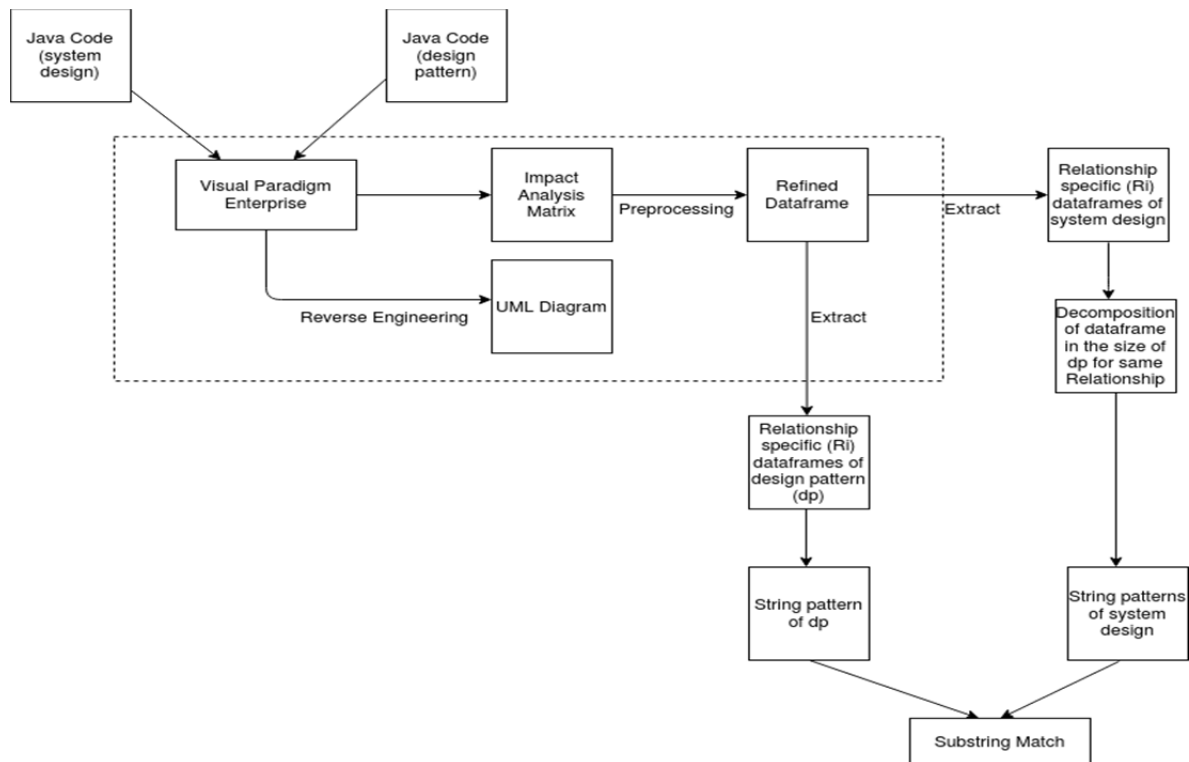 Java Code
(system
design)
Java Code
(design
pattern)
Visual Paradigm
Enterprise
Impact
Analysis
Matrix
Preprocessing
Refined
Dataframe
Extract
Relationship
specific (Ri)
dataframes of
system design
Reverse Engineering
UML Diagram
Extract
Decomposition
of dataframe
in the size of
dp for same
Relationship
Relationship
specific (Ri)
dataframes of
design pattern
(dp)
String pattern
of dp
String patterns
of system
design
Substring Match